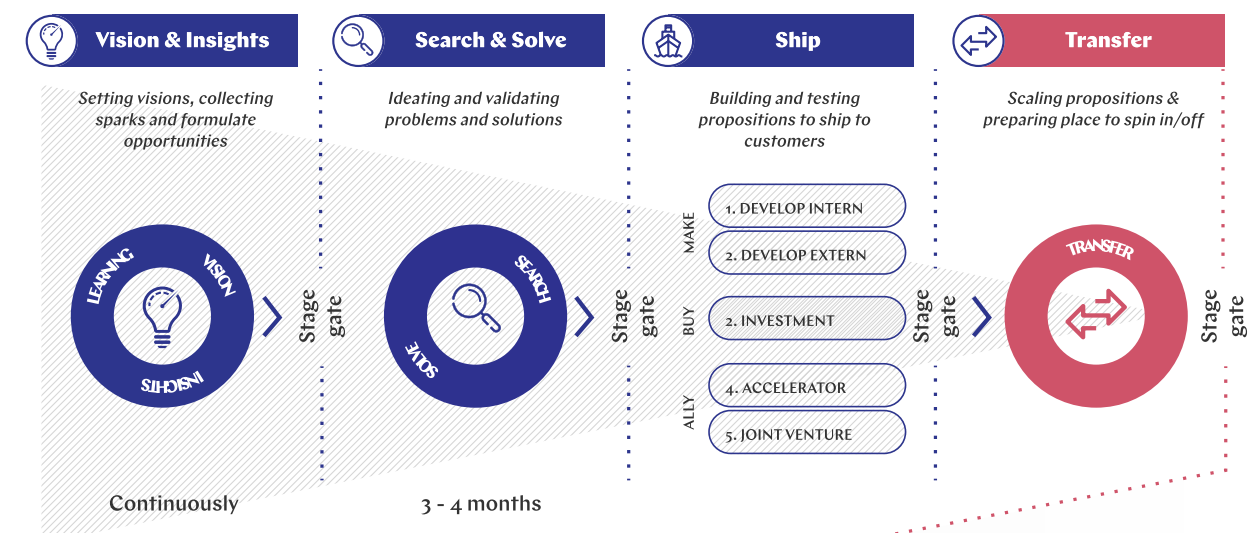 Vision & Insights
Search & Solve
Ship
Transfer
Setting visions, collecting
sparks and formulate
opportunities
Ideating and validating
problems and solutions
Building and testing
propositions to ship to
customers
Scaling propositions &
preparing place to spin in/off
LEARNING
VISION
INSIGHTS
Stage
gate
SEARCH
SOLVE
Stage
gate
MAKE
1. DEVELOP INTERN
2. DEVELOP EXTERN
BUY
2. INVESTMENT
ALLY
4. ACCELERATOR
5. JOINT VENTURE
Stage
gate
TRANSFER
Stage
gate
Continuously
3 - 4 months